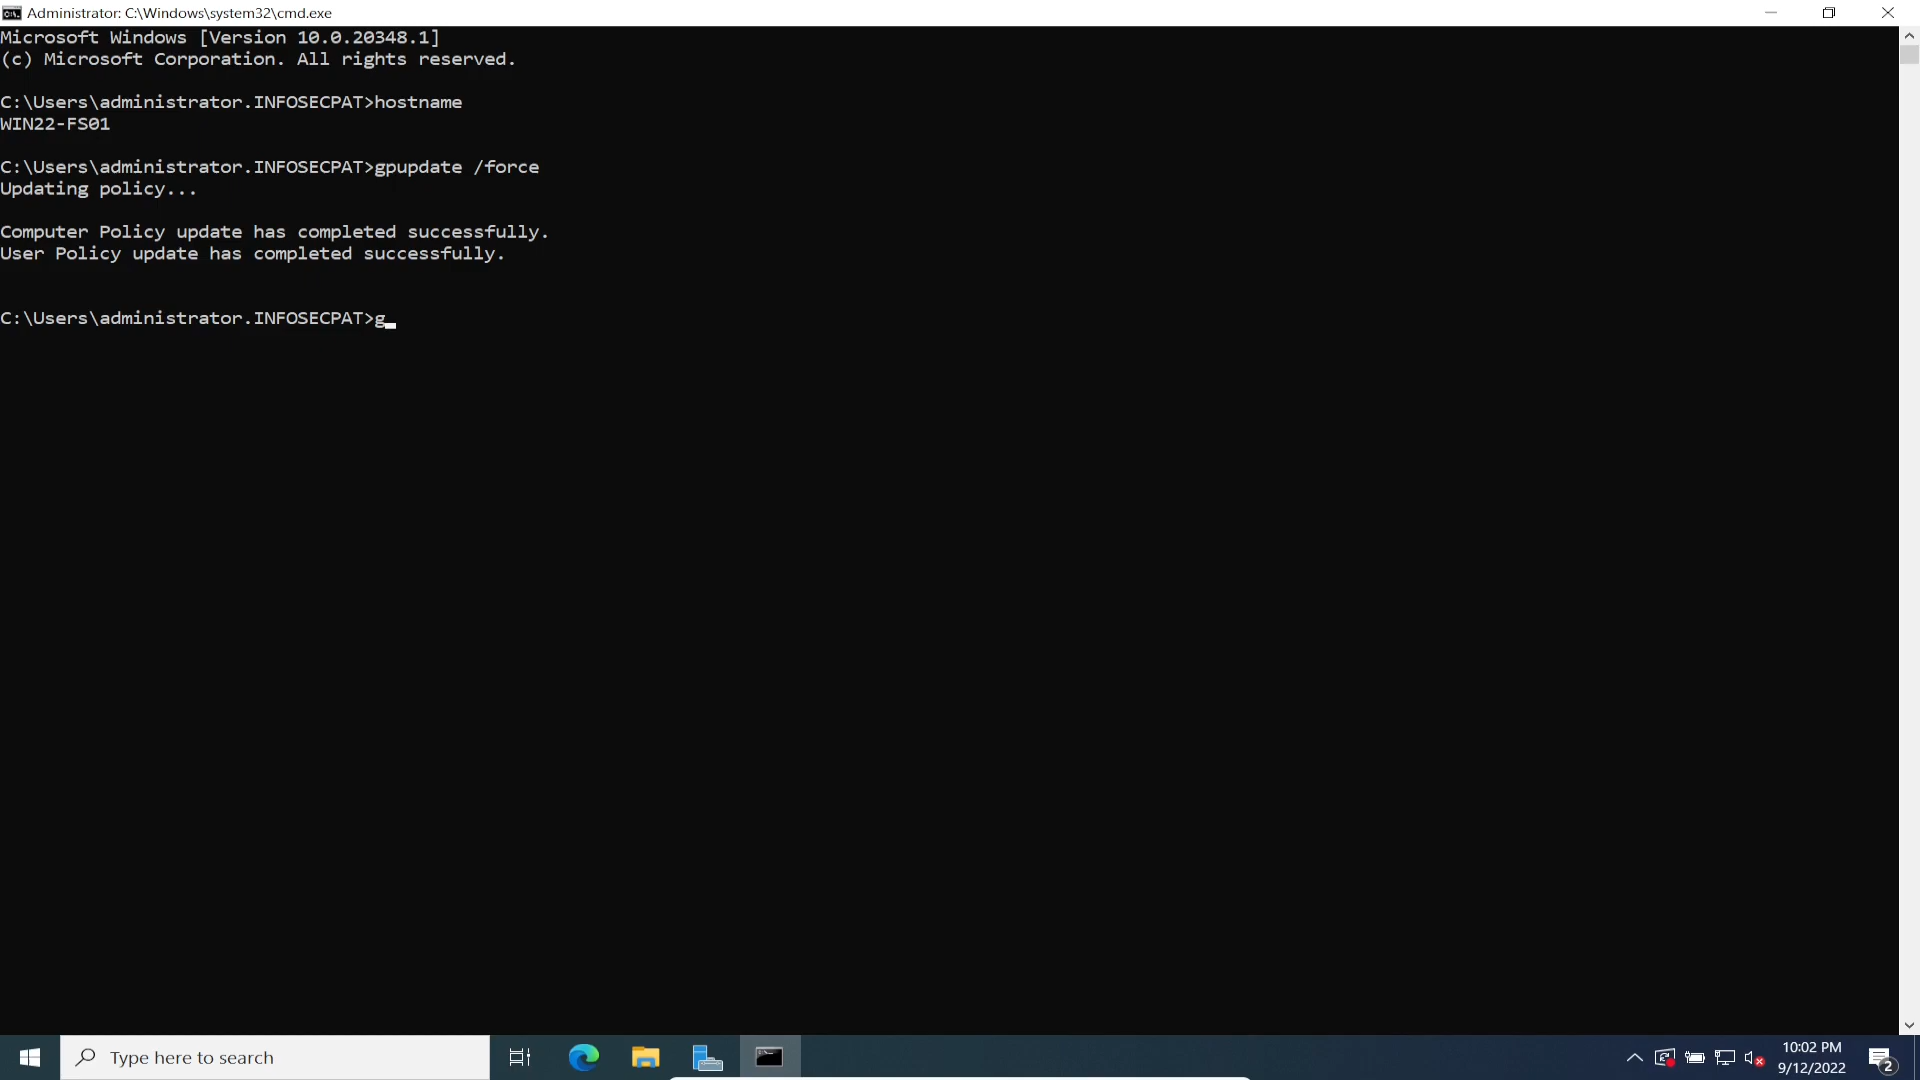 Administrator: C:\Windows\system32\cmd.exe
Microsoft Windows [Version 10.0.20348.1]
(c) Microsoft Corporation. All rights reserved.
C:\Users\administrator.INFOSECPAT>hostname
WIN22-FS01
C:\Users\administrator.INFOSECPAT>gpupdate /force
Updating policy...
Computer Policy update has completed successfully.
User Policy update has completed successfully.
C:\Users\administrator.INFOSECPAT>g_
Type here to search
10:02 PM
9/12/2022
2